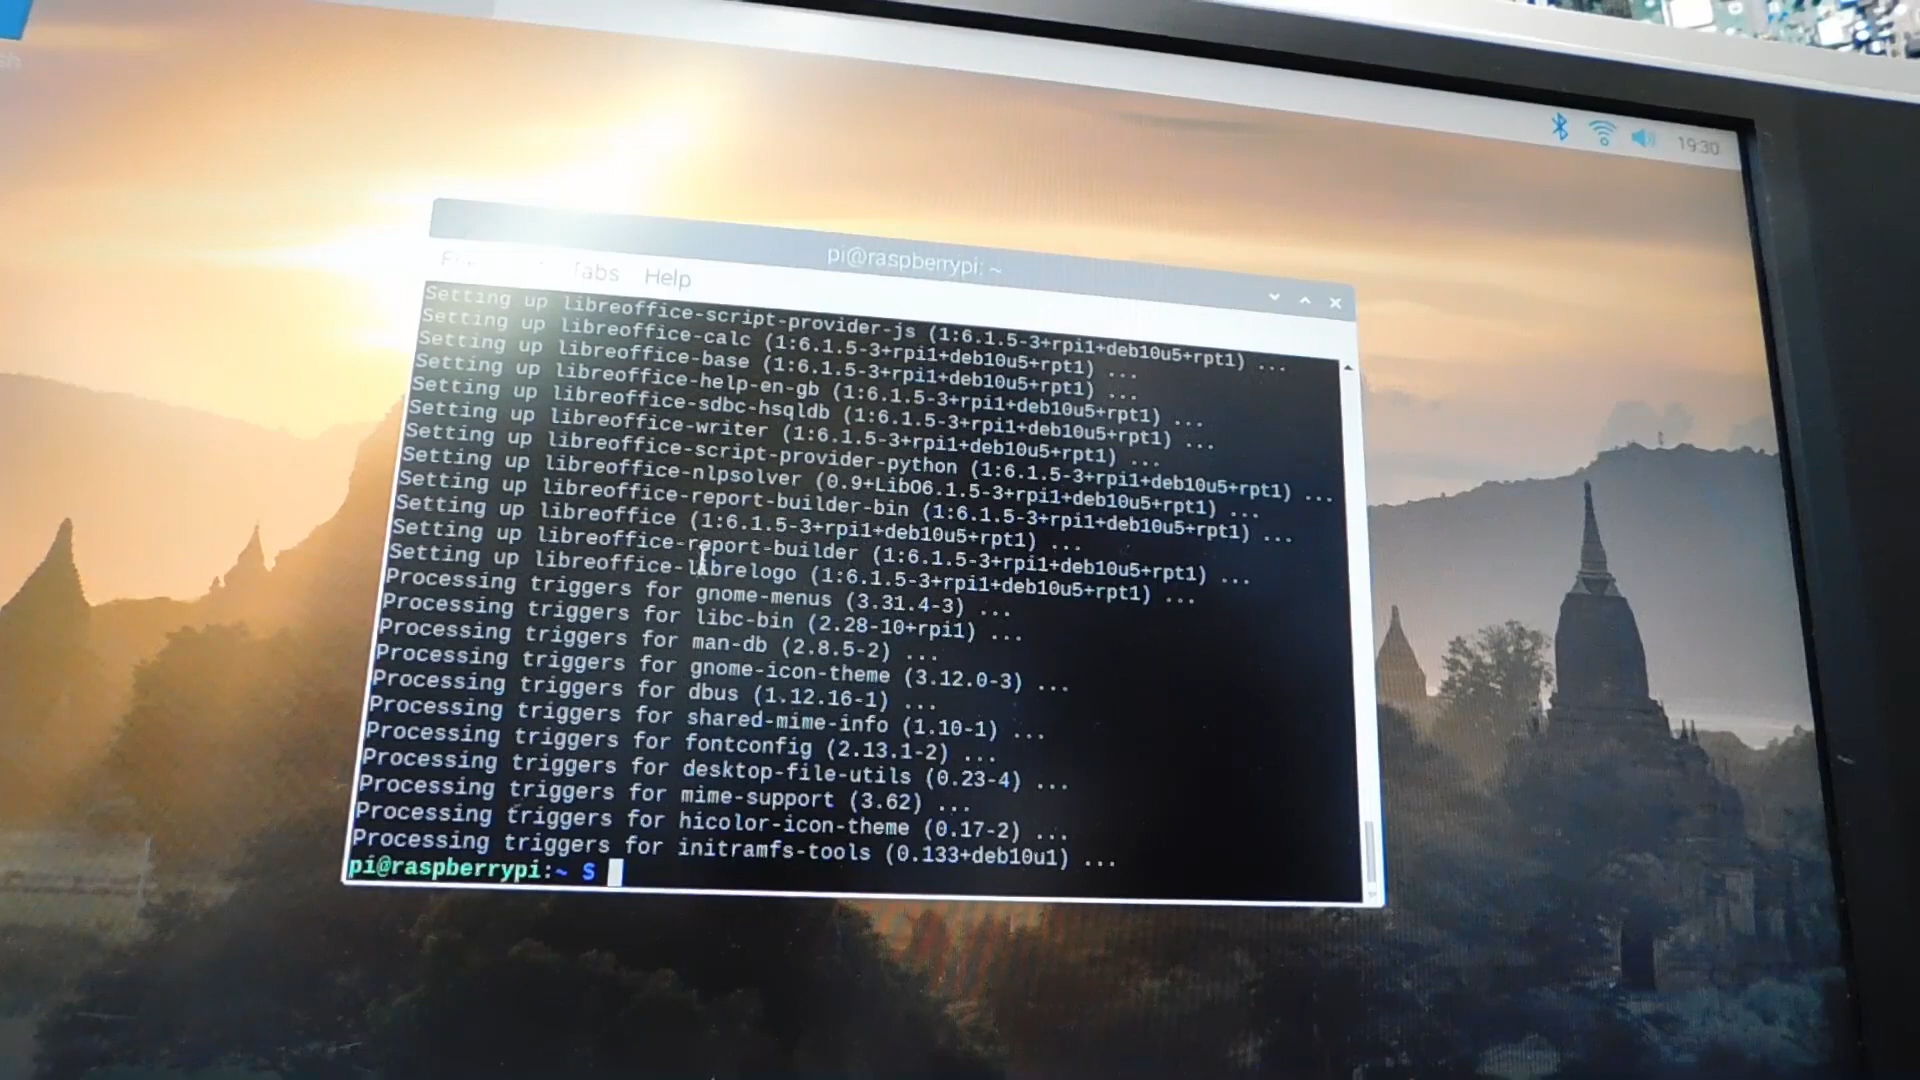 sh
19:30
pi@raspberrypi: ~
Tabs Help
Setting up libreoffice-script-provider-js (1:6.1.5-3+rpi1+deb10u5+rpt1) ...
Setting up libreoffice-calc (1:6.1.5-3+rpi1+deb10u5+rpt1) ...
Setting up libreoffice-base (1:6.1.5-3+rpi1+deb10u5+rpt1) ...
Setting up libreoffice-help-en-gb (1:6.1.5-3+rpi1+deb10u5+rpt1) ...
Setting up libreoffice-sdbc-hsqldb (1:6.1.5-3+rpi1+deb10u5+rpt1) ...
Setting up libreoffice-writer (1:6.1.5-3+rpi1+deb10u5+rpt1) ...
Setting up libreoffice-script-provider-python (1:6.1.5-3+rpi1+deb10u5+rpt1) ...
Setting up libreoffice-nlpsolver (0.9+LibO6.1.5-3+rpi1+deb10u5+rpt1) ...
Setting up libreoffice-report-builder-bin (1:6.1.5-3+rpi1+deb10u5+rpt1) ...
Setting up libreoffice (1:6.1.5-3+rpi1+deb10u5+rpt1) ...
Setting up libreoffice-report-builder (1:6.1.5-3+rpi1+deb10u5+rpt1) ...
Setting up libreoffice-librelogo (1:6.1.5-3+rpi1+deb10u5+rpt1) ...
Processing triggers for gnome-menus (3.31.4-3) ...
Processing triggers for libc-bin (2.28-10+rpi1) ...
Processing triggers for man-db (2.8.5-2) ...
Processing triggers for gnome-icon-theme (3.12.0-3) ...
Processing triggers for dbus (1.12.16-1) ...
Processing triggers for shared-mime-info (1.10-1) ...
Processing triggers for fontconfig (2.13.1-2) ...
Processing triggers for desktop-file-utils (0.23-4) ...
Processing triggers for mime-support (3.62) ...
Processing triggers for hicolor-icon-theme (0.17-2) ...
Processing triggers for initramfs-tools (0.133+deb10u1) ...
pi@raspberrypi:~ $